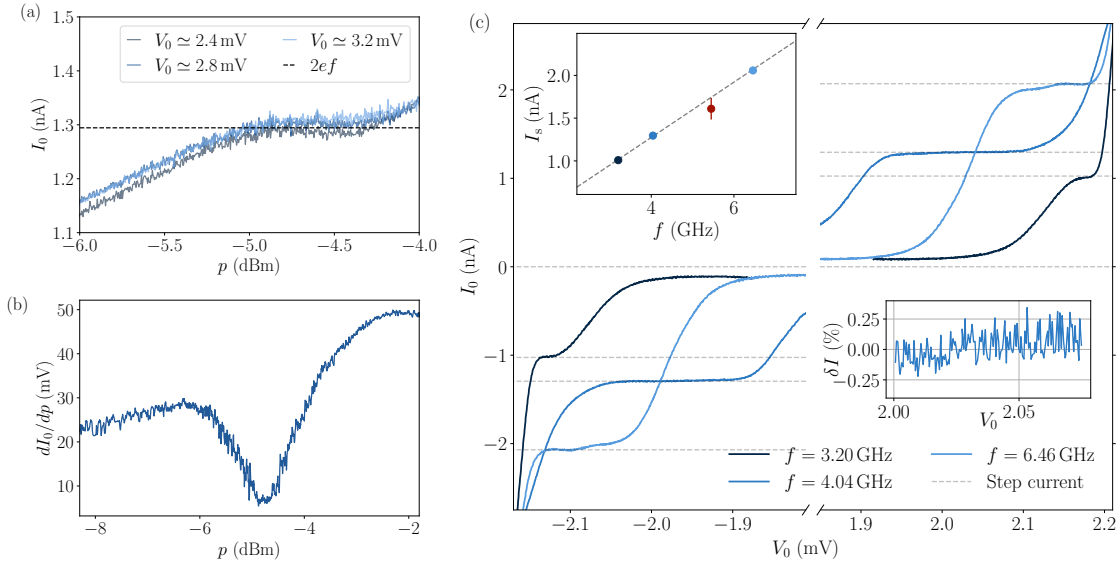 (a)
1.5
1.4
1.3
1.2
1.1
I₀ (nA)
V₀ ≃ 2.4 mV
V₀ ≃ 3.2 mV
V₀ ≃ 2.8 mV
2ef
−6.0
−5.5
−5.0
−4.5
−4.0
p (dBm)
(b)
50
40
30
20
10
dI₀/dp (mV)
−8
−6
−4
−2
p (dBm)
(c)
2
1
0
−1
−2
I₀ (nA)
2.0
1.5
1.0
Iₛ (nA)
4
6
f (GHz)
0.25
0.00
−0.25
δI (%)
2.00
2.05
V₀
f = 3.20 GHz
f = 6.46 GHz
f = 4.04 GHz
Step current
−2.1
−2.0
−1.9
1.9
2.0
2.1
2.2
V₀ (mV)